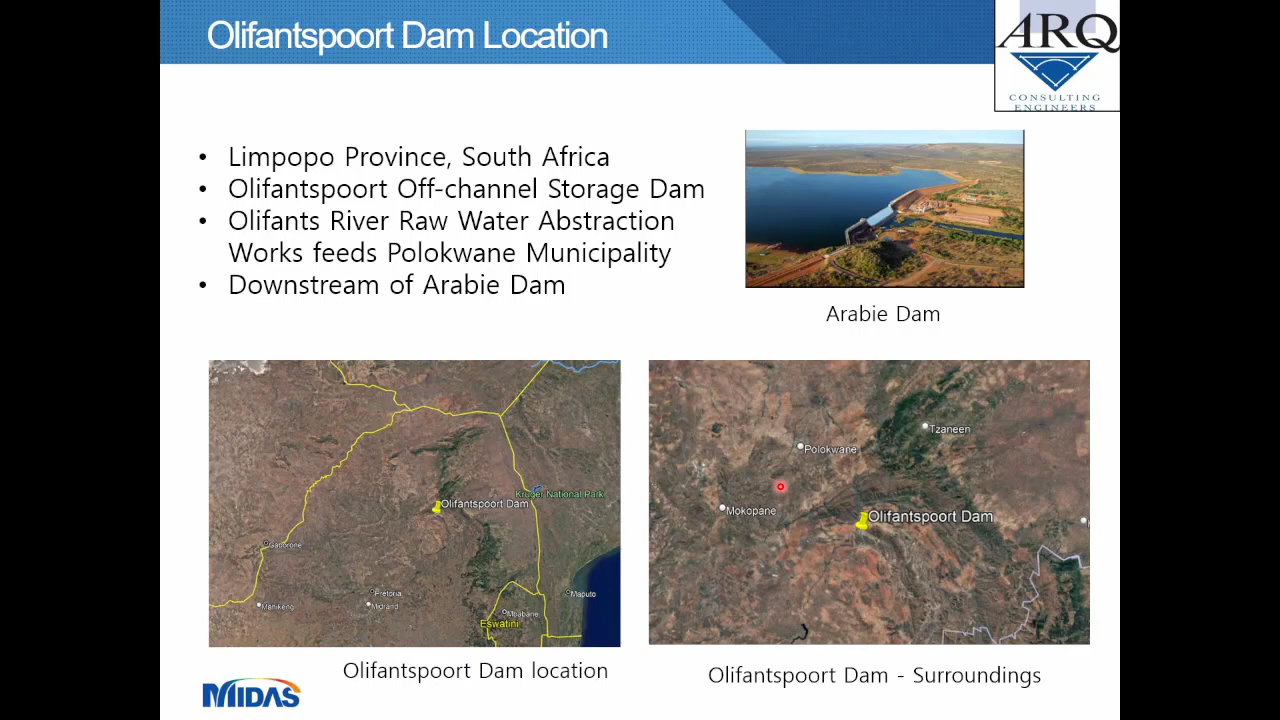 Olifantspoort Dam Location
ARQ
CONSULTING
ENGINEERS
• Limpopo Province, South Africa
• Olifantspoort Off-channel Storage Dam
• Olifants River Raw Water Abstraction
Works feeds Polokwane Municipality
• Downstream of Arabie Dam
Arabie Dam
Kruger National Park
Olifantspoort Dam
Gaborone
Pretoria
Midrand
Mahikeng
Maputo
Mbabane
Eswatini
Olifantspoort Dam location
Tzaneen
Polokwane
Mokopane
Olifantspoort Dam
Olifantspoort Dam - Surroundings
MIDAS